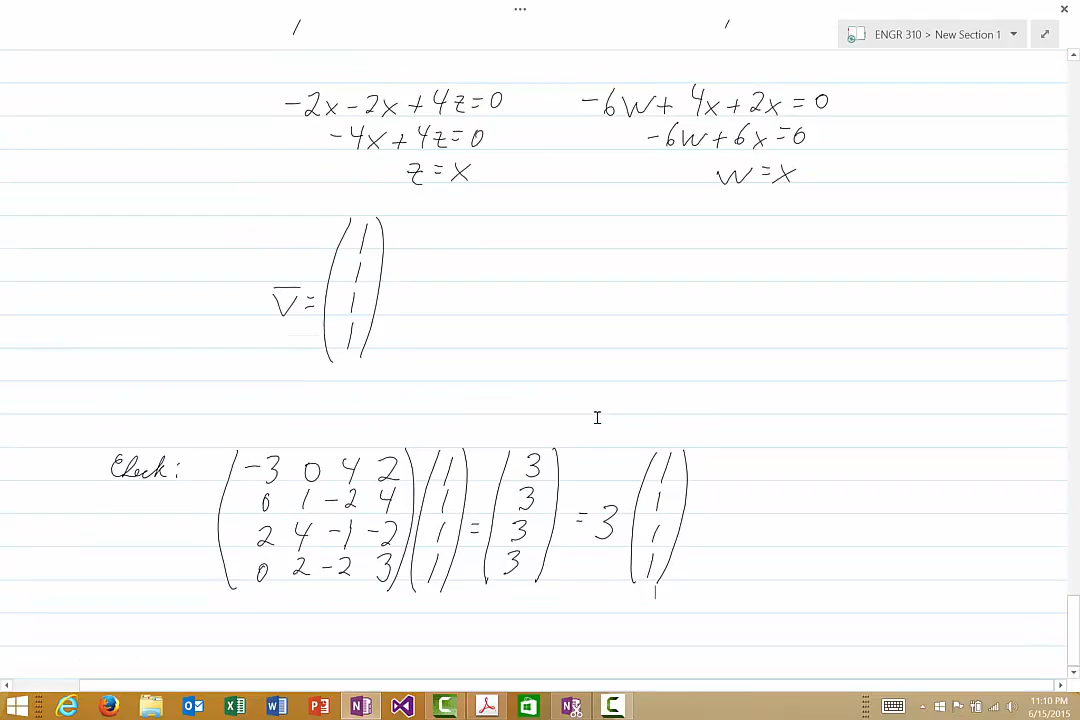 ENGR 310 > New Section 1
-2x-2x+4z=0
-6w+4x+2x=0
-4x+4z=0
-6w+6x=0
z=x
w=x
V̅=(1
1
1
1)
Check: (-3 0 4 2)(1)=(3)=3(1)
0 1 -2 4 1 3 1
2 4 -1 -2 1 3 1
0 2 -2 3 1 3 1
11:10 PM
6/15/2015